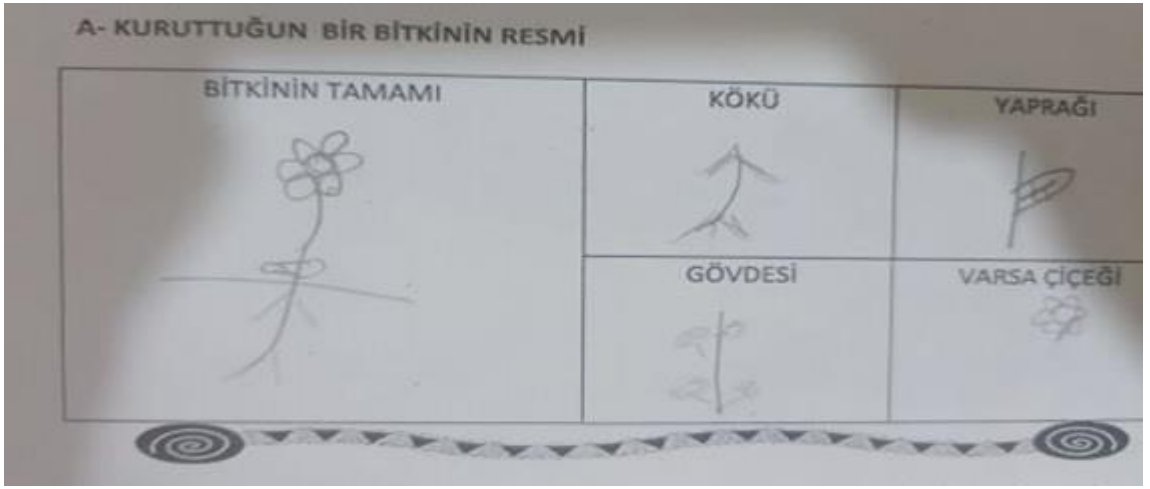 A- KURUTTUĞUN BİR BİTKİNİN RESMİ
BİTKİNİN TAMAMI
KÖKÜ
YAPRAĞI
GÖVDESİ
VARSA ÇİÇEĞİ